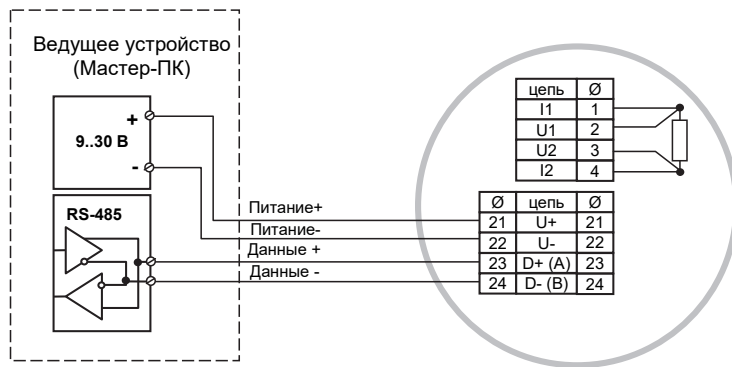 Ведущее устройство
(Мастер-ПК)
+
9..30 В
-
RS-485
Питание+
Питание-
Данные +
Данные -
цепь Ø
I1 1
U1 2
U2 3
I2 4
Ø цепь Ø
21 U+ 21
22 U- 22
23 D+ (A) 23
24 D- (B) 24